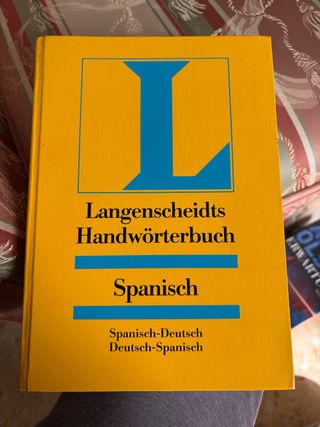 L
Langenscheidts
Handwörterbuch
Spanisch
Spanisch-Deutsch
Deutsch-Spanisch